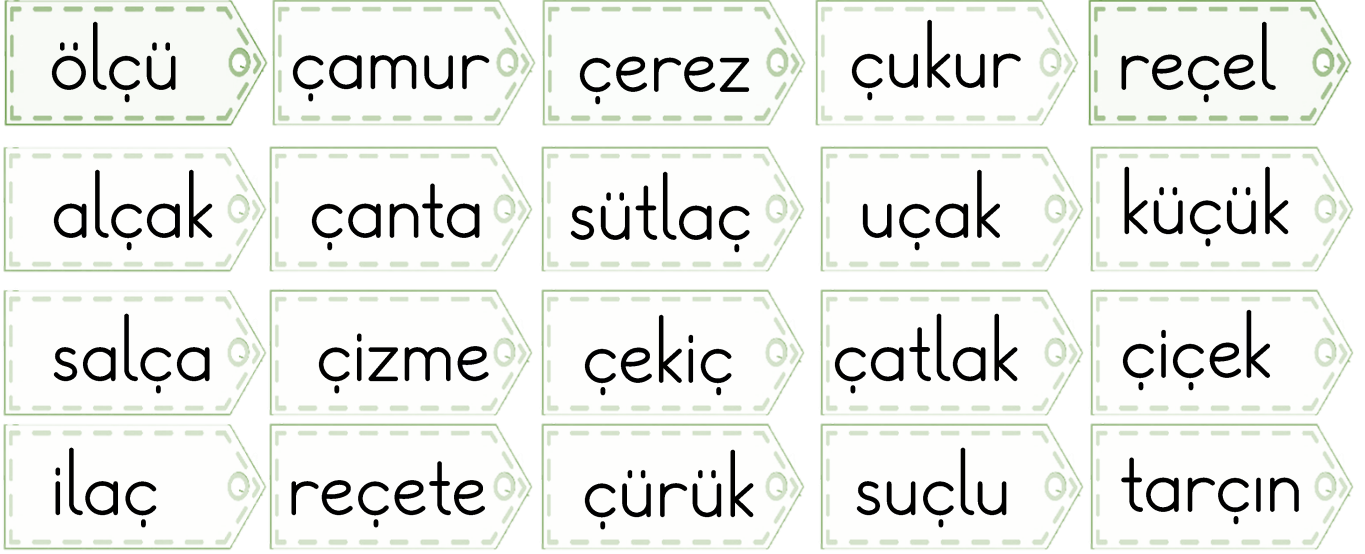 ölçü çamur çerez çukur reçel
alçak çanta sütlaç uçak küçük
salça çizme çekiç çatlak çiçek
ilaç reçete çürük suçlu tarçın